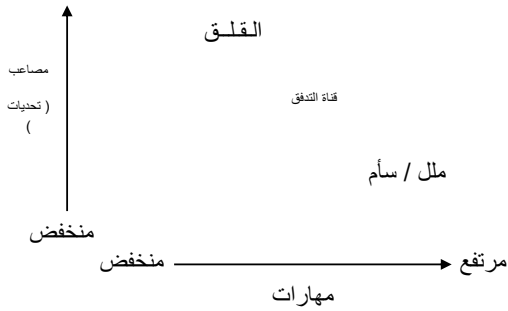 القلـق
مصاعب
( تحديات
)
قناة التدفق
ملل / سأم
منخفض
منخفض
مرتفع
مهارات